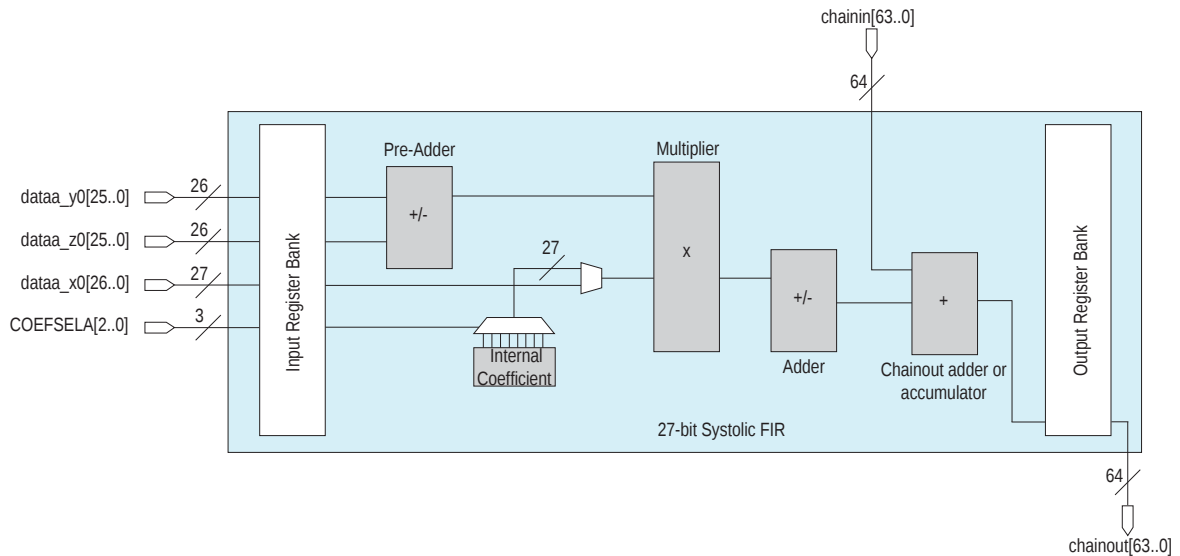 chainin[63..0]
64
Pre-Adder
Multiplier
dataa_y0[25..0]
26
+/-
dataa_z0[25..0]
26
27
x
dataa_x0[26..0]
27
+/-
+
COEFSELA[2..0]
3
Input Register Bank
Output Register Bank
Internal
Coefficient
Adder
Chainout adder or
accumulator
27-bit Systolic FIR
64
chainout[63..0]